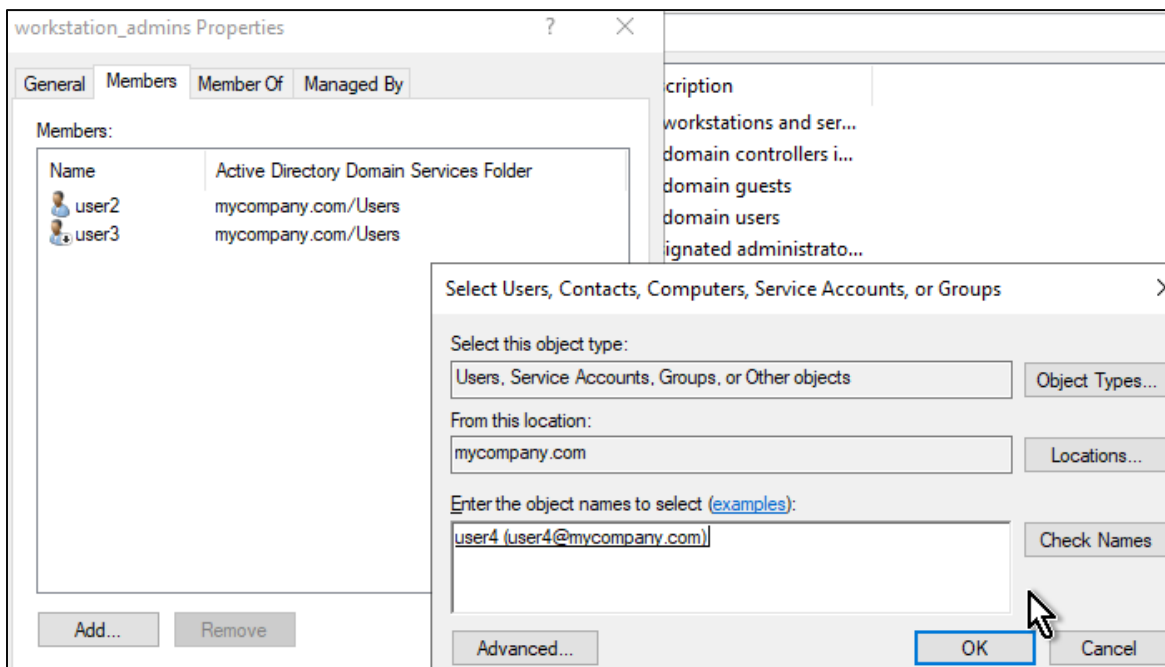 workstation_admins Properties ?
General Members Member Of Managed By
Members:
Name Active Directory Domain Services Folder
user2 mycompany.com/Users
user3 mycompany.com/Users
Add... Remove
cription
workstations and ser...
domain controllers i...
domain guests
domain users
ignated administrato...
Select Users, Contacts, Computers, Service Accounts, or Groups
Select this object type:
Users, Service Accounts, Groups, or Other objects Object Types...
From this location:
mycompany.com Locations...
Enter the object names to select (examples):
user4 (user4@mycompany.com) Check Names
Advanced... OK Cancel